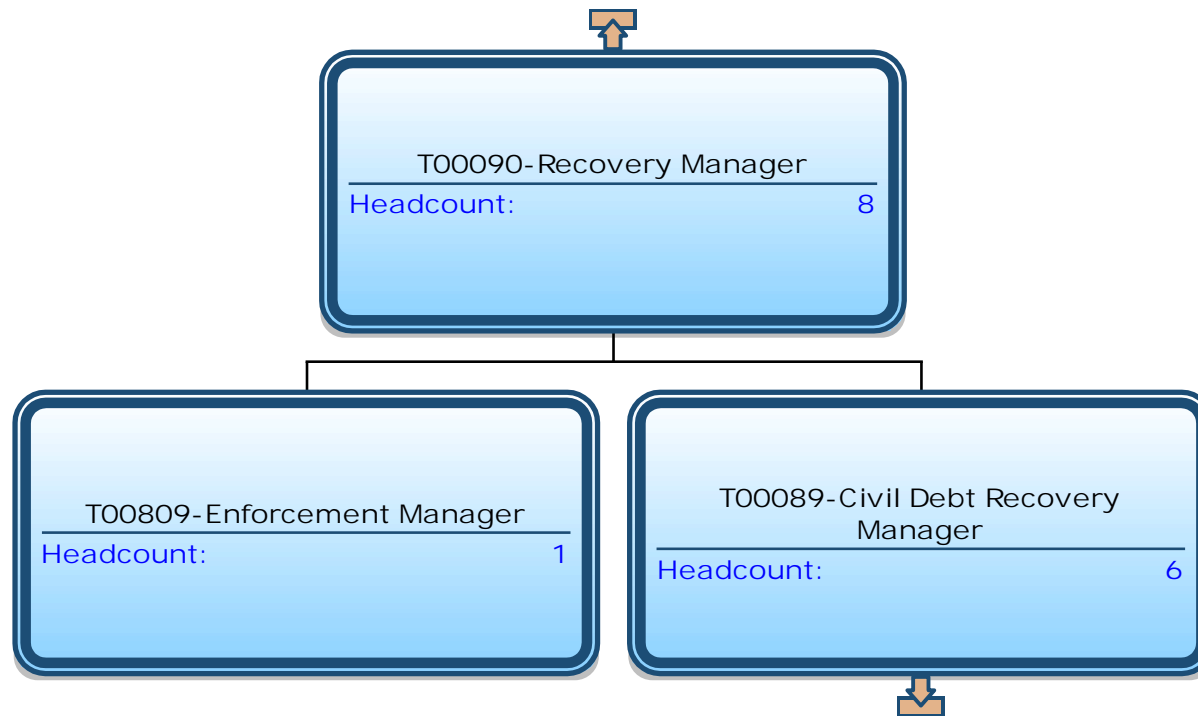 T00090-Recovery Manager
Headcount: 8
T00809-Enforcement Manager
Headcount: 1
T00089-Civil Debt Recovery
Manager
Headcount: 6